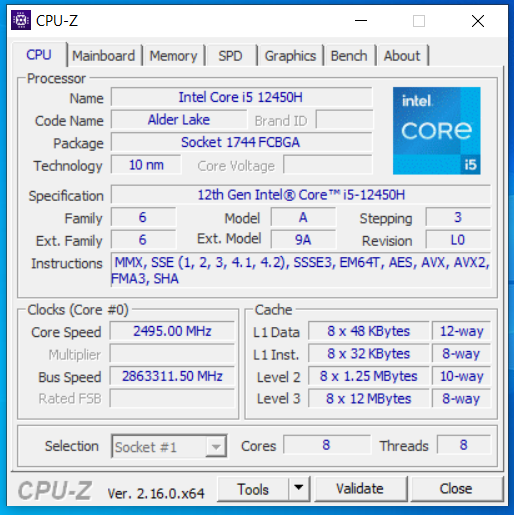 CPU-Z
CPU Mainboard Memory SPD Graphics Bench About
Processor
Name Intel Core i5 12450H
Code Name Alder Lake Brand ID
Package Socket 1744 FCBGA
Technology 10 nm Core Voltage
intel.
CORE
i5
Specification 12th Gen Intel® Core™ i5-12450H
Family 6 Model A Stepping 3
Ext. Family 6 Ext. Model 9A Revision L0
Instructions MMX, SSE (1, 2, 3, 4.1, 4.2), SSSE3, EM64T, AES, AVX, AVX2,
FMA3, SHA
Clocks (Core #0)
Core Speed 2495.00 MHz
Multiplier
Bus Speed 2863311.50 MHz
Rated FSB
Cache
L1 Data 8 x 48 KBytes 12-way
L1 Inst. 8 x 32 KBytes 8-way
Level 2 8 x 1.25 MBytes 10-way
Level 3 8 x 12 MBytes 8-way
Selection Socket #1 Cores 8 Threads 8
CPU-Z Ver. 2.16.0.x64 Tools Validate Close